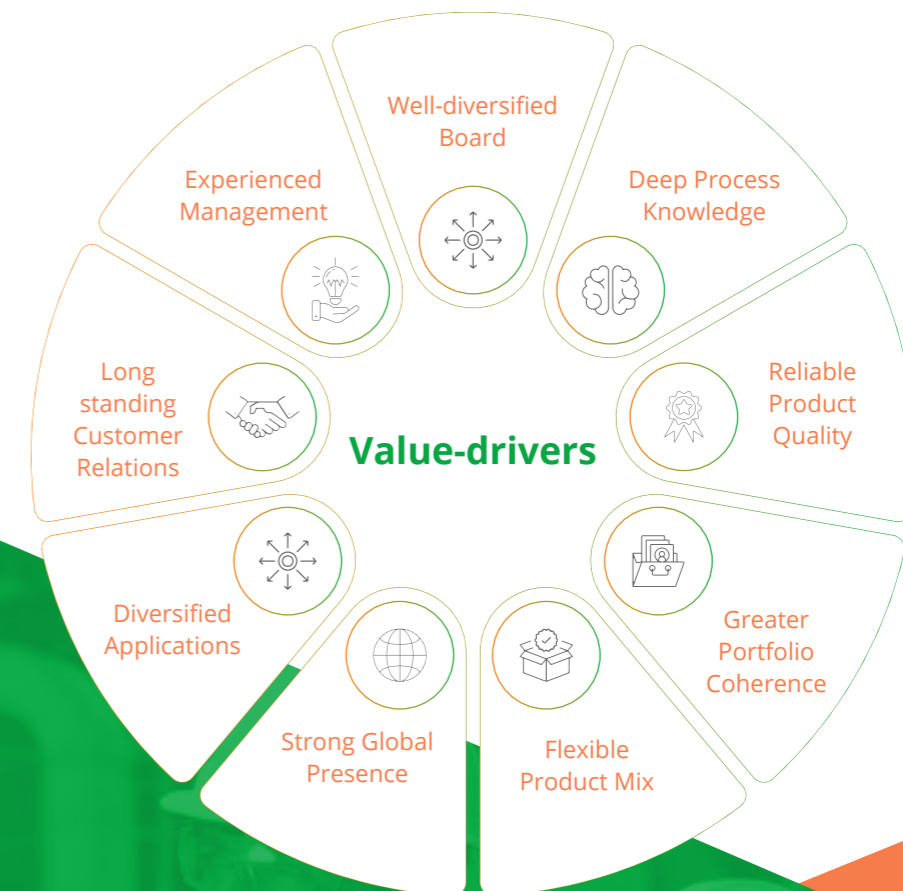 Well-diversified
Board
Deep Process
Knowledge
Reliable
Product
Quality
Greater
Portfolio
Coherence
Flexible
Product Mix
Strong Global
Presence
Diversified
Applications
Long
standing
Customer
Relations
Experienced
Management
Value-drivers